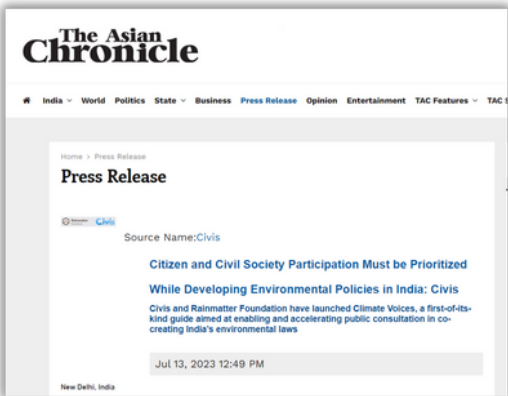 The Asian
Chronicle
India World Politics State Business Press Release Opinion Entertainment TAC Features TAC
Home > Press Release
Press Release
Civis
Source Name:Civis
Citizen and Civil Society Participation Must be Prioritized
While Developing Environmental Policies in India: Civis
Civis and Rainmatter Foundation have launched Climate Voices, a first-of-its-
kind guide aimed at enabling and accelerating public consultation in co-
creating India's environmental laws
Jul 13, 2023 12:49 PM
New Delhi, India